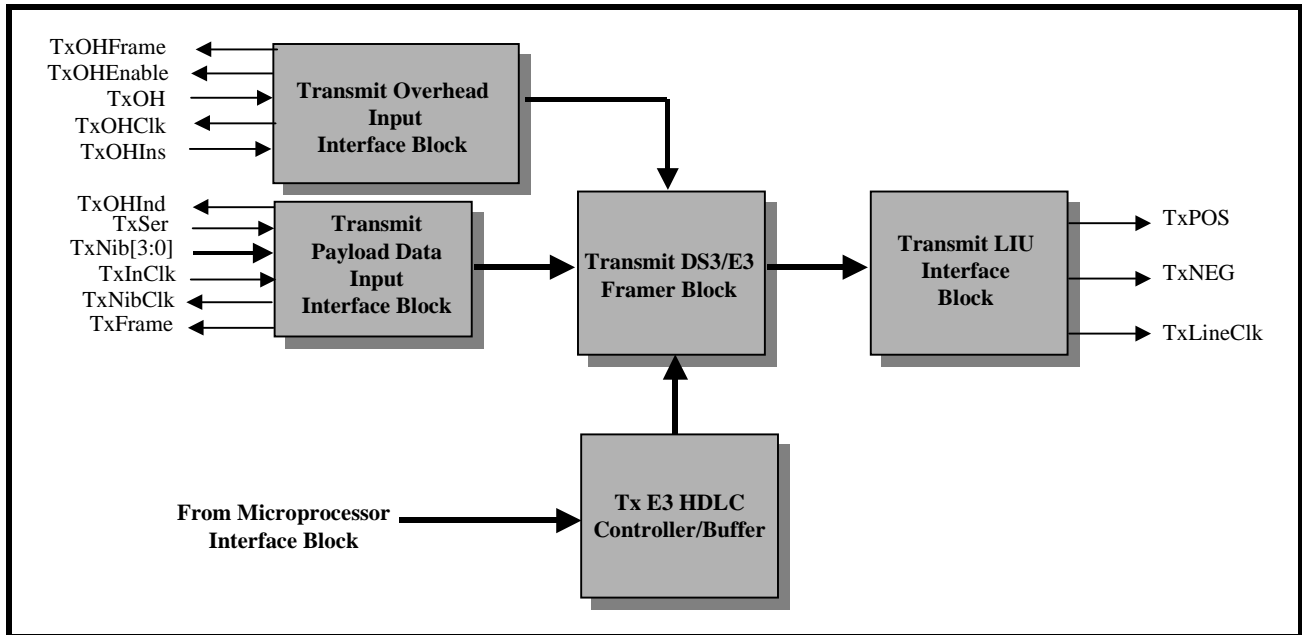 TxOHFrame
TxOHEnable
TxOH
TxOHClk
TxOHIns
Transmit Overhead
Input
Interface Block
TxOHInd
TxSer
TxNib[3:0]
TxInClk
TxNibClk
TxFrame
Transmit
Payload Data
Input
Interface Block
Transmit DS3/E3
Framer Block
Transmit LIU
Interface
Block
TxPOS
TxNEG
TxLineClk
From Microprocessor
Interface Block
Tx E3 HDLC
Controller/Buffer